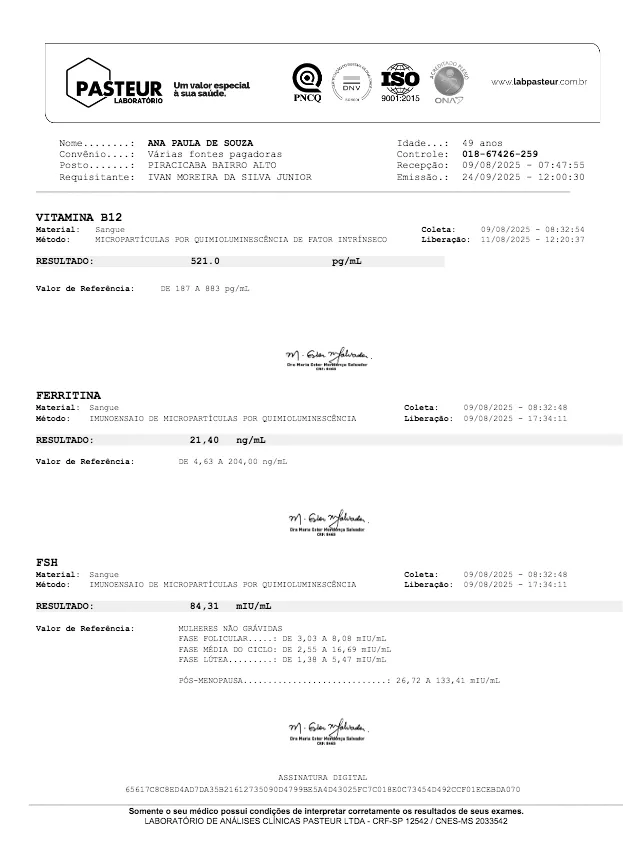 PASTEUR
LABORATÓRIO
Um valor especial
à sua saúde.
PNCQ
DNV
ISO
9001:2015
ACREDITADO PLENO
ONA
www.labpasteur.com.br
Nome........: ANA PAULA DE SOUZA Idade...: 49 anos
Convênio....: Várias fontes pagadoras Controle: 018-67426-259
Posto.......: PIRACICABA BAIRRO ALTO Recepção: 09/08/2025 - 07:47:55
Requisitante: IVAN MOREIRA DA SILVA JUNIOR Emissão.: 24/09/2025 - 12:00:30
VITAMINA B12
Material: Sangue Coleta: 09/08/2025 - 08:32:54
Método: MICROPARTÍCULAS POR QUIMIOLUMINESCÊNCIA DE FATOR INTRÍNSECO Liberação: 11/08/2025 - 12:20:37
RESULTADO: 521.0 pg/mL
Valor de Referência: DE 187 A 883 pg/mL
M. Ester M Salvador
Dra Maria Ester Mendonça Salvador
FERRITINA
Material: Sangue Coleta: 09/08/2025 - 08:32:48
Método: IMUNOENSAIO DE MICROPARTÍCULAS POR QUIMIOLUMINESCÊNCIA Liberação: 09/08/2025 - 17:34:11
RESULTADO: 21,40 ng/mL
Valor de Referência: DE 4,63 A 204,00 ng/mL
M. Ester M Salvador
Dra Maria Ester Mendonça Salvador
FSH
Material: Sangue Coleta: 09/08/2025 - 08:32:48
Método: IMUNOENSAIO DE MICROPARTÍCULAS POR QUIMIOLUMINESCÊNCIA Liberação: 09/08/2025 - 17:34:11
RESULTADO: 84,31 mIU/mL
Valor de Referência: MULHERES NÃO GRÁVIDAS
FASE FOLICULAR.....: DE 3,03 A 8,08 mIU/mL
FASE MÉDIA DO CICLO: DE 2,55 A 16,69 mIU/mL
FASE LÚTEA.........: DE 1,38 A 5,47 mIU/mL
PÓS-MENOPAUSA............................: 26,72 A 133,41 mIU/mL
M. Ester M Salvador
Dra Maria Ester Mendonça Salvador
ASSINATURA DIGITAL
65617C8C8ED4AD7DA35B21612735090D4799BE5A4D43025FC7C018E0C73454D492CCF01ECEBDA070
Somente o seu médico possui condições de interpretar corretamente os resultados de seus exames.
LABORATÓRIO DE ANÁLISES CLÍNICAS PASTEUR LTDA - CRF-SP 12542 / CNES-MS 2033542